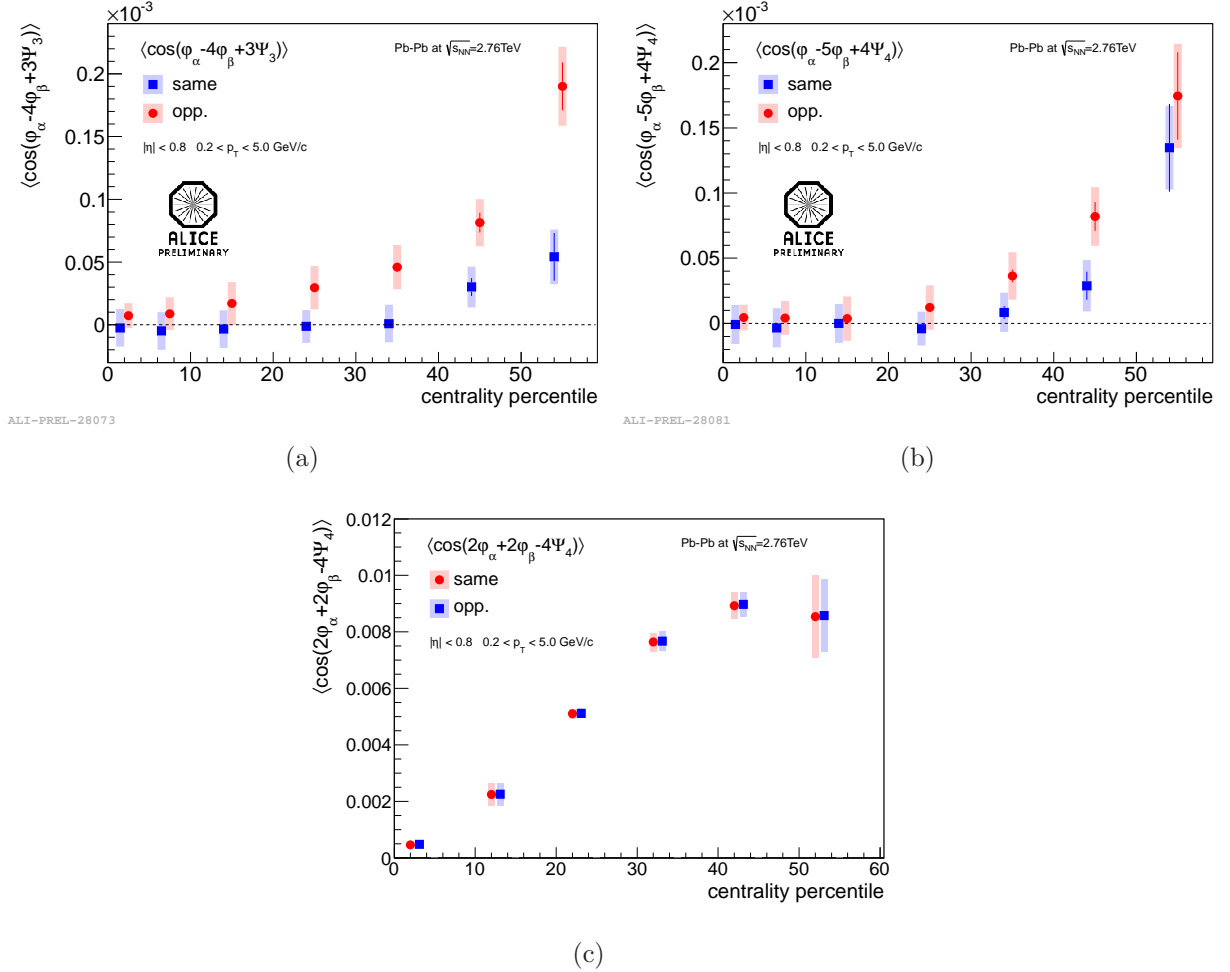 ×10⁻³
⟨cos(φα-4φβ+3Ψ3)⟩
⟨cos(φα-4φβ+3Ψ3)⟩
Pb-Pb at √sNN=2.76TeV
same
opp.
|η| < 0.8 0.2 < pT < 5.0 GeV/c
ALICE
PRELIMINARY
0.2
0.15
0.1
0.05
0
0 10 20 30 40 50
centrality percentile
ALI-PREL-28073
(a)
×10⁻³
⟨cos(φα-5φβ+4Ψ4)⟩
⟨cos(φα-5φβ+4Ψ4)⟩
Pb-Pb at √sNN=2.76TeV
same
opp.
|η| < 0.8 0.2 < pT < 5.0 GeV/c
ALICE
PRELIMINARY
0.2
0.15
0.1
0.05
0
0 10 20 30 40 50
centrality percentile
ALI-PREL-28081
(b)
⟨cos(2φα+2φβ-4Ψ4)⟩
⟨cos(2φα+2φβ-4Ψ4)⟩
Pb-Pb at √sNN=2.76TeV
same
opp.
|η| < 0.8 0.2 < pT < 5.0 GeV/c
0.012
0.01
0.008
0.006
0.004
0.002
0
0 10 20 30 40 50 60
centrality percentile
(c)